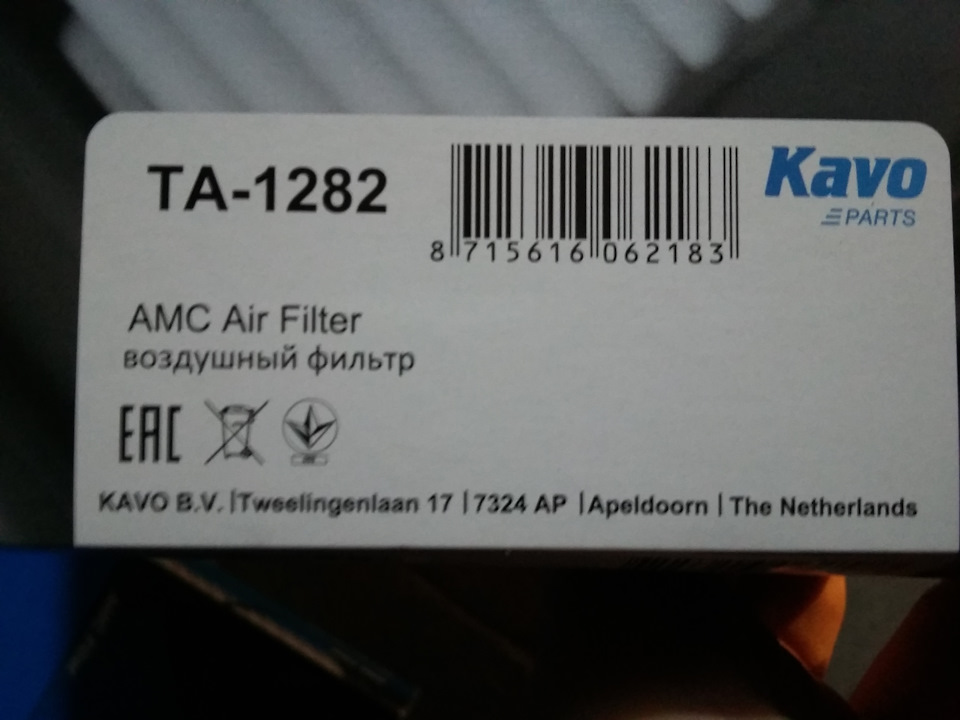 TA-1282
8 715616 062183
Kavo
PARTS
AMC Air Filter
воздушный фильтр
EAC
KAVO B.V. |Tweelingenlaan 17 |7324 AP |Apeldoorn | The Netherlands